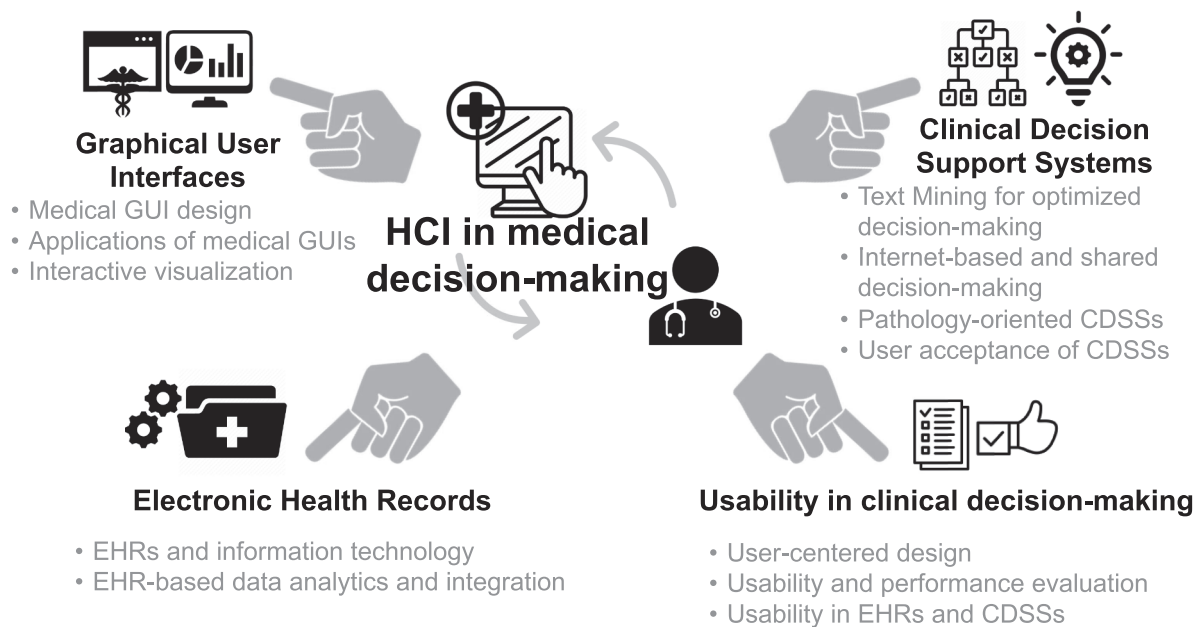 Graphical User
Interfaces
• Medical GUI design
• Applications of medical GUIs
• Interactive visualization
HCI in medical
decision-making
Clinical Decision
Support Systems
• Text Mining for optimized
decision-making
• Internet-based and shared
decision-making
• Pathology-oriented CDSSs
• User acceptance of CDSSs
Electronic Health Records
• EHRs and information technology
• EHR-based data analytics and integration
Usability in clinical decision-making
• User-centered design
• Usability and performance evaluation
• Usability in EHRs and CDSSs